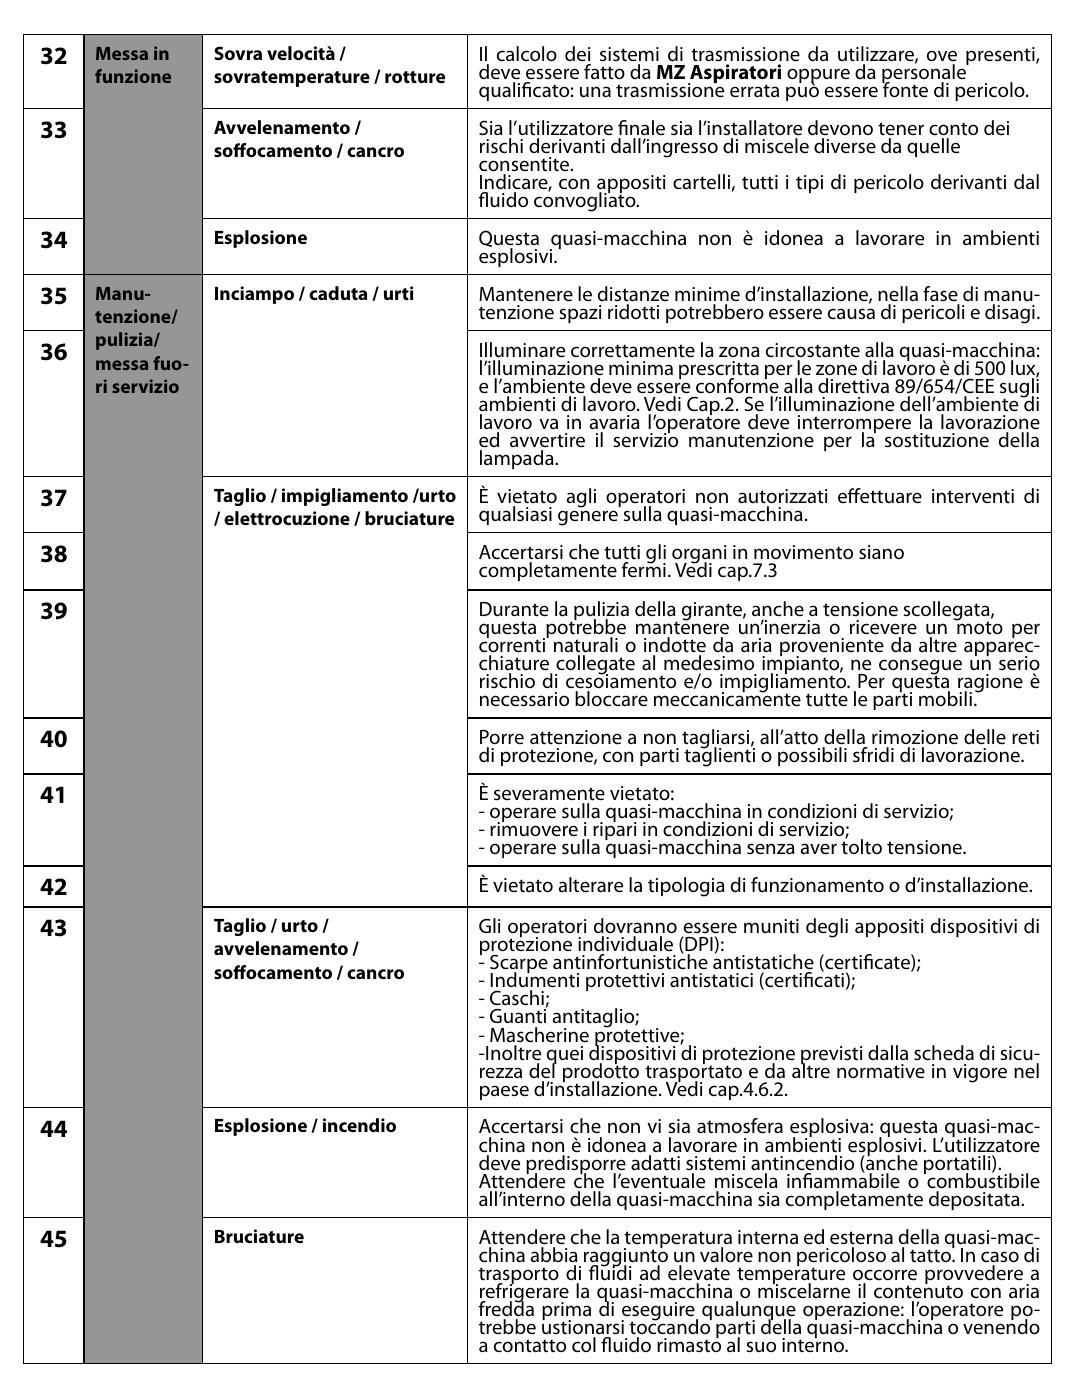 32
Messa in
funzione
Sovra velocità /
sovratemperature / rotture
Il calcolo dei sistemi di trasmissione da utilizzare, ove presenti,
deve essere fatto da MZ Aspiratori oppure da personale
qualificato: una trasmissione errata può essere fonte di pericolo.
33
Avvelenamento /
soffocamento / cancro
Sia l’utilizzatore finale sia l’installatore devono tener conto dei
rischi derivanti dall’ingresso di miscele diverse da quelle
consentite.
Indicare, con appositi cartelli, tutti i tipi di pericolo derivanti dal
fluido convogliato.
34
Esplosione
Questa quasi-macchina non è idonea a lavorare in ambienti
esplosivi.
35
Manu-
tenzione/
pulizia/
messa fuo-
ri servizio
Inciampo / caduta / urti
Mantenere le distanze minime d’installazione, nella fase di manu-
tenzione spazi ridotti potrebbero essere causa di pericoli e disagi.
36
Illuminare correttamente la zona circostante alla quasi-macchina:
l’illuminazione minima prescritta per le zone di lavoro è di 500 lux,
e l’ambiente deve essere conforme alla direttiva 89/654/CEE sugli
ambienti di lavoro. Vedi Cap.2. Se l’illuminazione dell’ambiente di
lavoro va in avaria l’operatore deve interrompere la lavorazione
ed avvertire il servizio manutenzione per la sostituzione della
lampada.
37
Taglio / impigliamento /urto
/ elettrocuzione / bruciature
È vietato agli operatori non autorizzati effettuare interventi di
qualsiasi genere sulla quasi-macchina.
38
Accertarsi che tutti gli organi in movimento siano
completamente fermi. Vedi cap.7.3
39
Durante la pulizia della girante, anche a tensione scollegata,
questa potrebbe mantenere un’inerzia o ricevere un moto per
correnti naturali o indotte da aria proveniente da altre apparec-
chiature collegate al medesimo impianto, ne consegue un serio
rischio di cesoiamento e/o impigliamento. Per questa ragione è
necessario bloccare meccanicamente tutte le parti mobili.
40
Porre attenzione a non tagliarsi, all’atto della rimozione delle reti
di protezione, con parti taglienti o possibili sfridi di lavorazione.
41
È severamente vietato:
- operare sulla quasi-macchina in condizioni di servizio;
- rimuovere i ripari in condizioni di servizio;
- operare sulla quasi-macchina senza aver tolto tensione.
42
È vietato alterare la tipologia di funzionamento o d’installazione.
43
Taglio / urto /
avvelenamento /
soffocamento / cancro
Gli operatori dovranno essere muniti degli appositi dispositivi di
protezione individuale (DPI):
- Scarpe antinfortunistiche antistatiche (certificate);
- Indumenti protettivi antistatici (certificati);
- Caschi;
- Guanti antitaglio;
- Mascherine protettive;
-Inoltre quei dispositivi di protezione previsti dalla scheda di sicu-
rezza del prodotto trasportato e da altre normative in vigore nel
paese d’installazione. Vedi cap.4.6.2.
44
Esplosione / incendio
Accertarsi che non vi sia atmosfera esplosiva: questa quasi-mac-
china non è idonea a lavorare in ambienti esplosivi. L’utilizzatore
deve predisporre adatti sistemi antincendio (anche portatili).
Attendere che l’eventuale miscela infiammabile o combustibile
all’interno della quasi-macchina sia completamente depositata.
45
Bruciature
Attendere che la temperatura interna ed esterna della quasi-mac-
china abbia raggiunto un valore non pericoloso al tatto. In caso di
trasporto di fluidi ad elevate temperature occorre provvedere a
refrigerare la quasi-macchina o miscelarne il contenuto con aria
fredda prima di eseguire qualunque operazione: l’operatore po-
trebbe ustionarsi toccando parti della quasi-macchina o venendo
a contatto col fluido rimasto al suo interno.